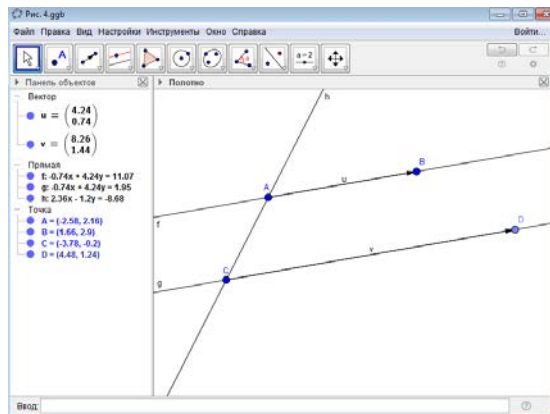 Рис. 4.ggb
Файл Правка Вид Настройки Инструменты Окно Справка
Войти...
A
a=2
Панель объектов
Полотно
Вектор
u = (4.24 0.74)
v = (8.26 1.44)
Прямая
f: -0.74x + 4.24y = 11.07
g: -0.74x + 4.24y = 1.95
h: 2.36x - 1.2y = -8.68
Точка
A = (-2.58, 2.16)
B = (1.66, 2.9)
C = (-3.78, -0.2)
D = (4.48, 1.24)
h
B
u
A
f
D
v
C
g
Ввод: